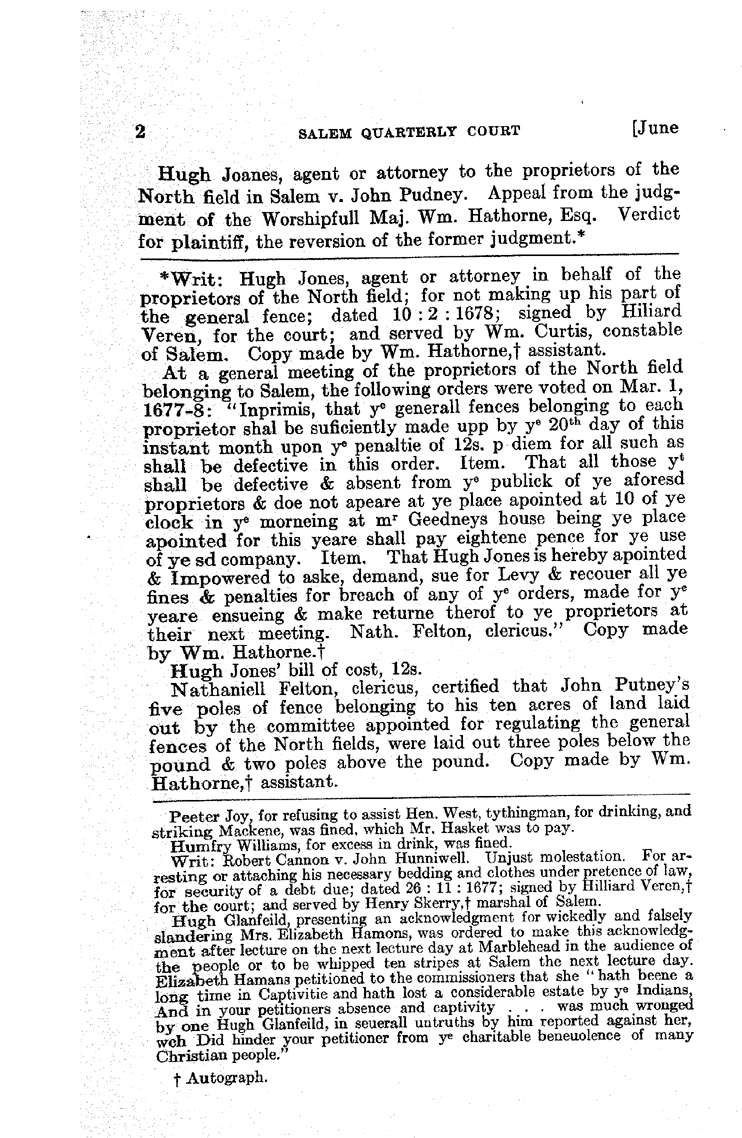 2 SALEM QUARTERLY COURT [June
Hugh Joanes, agent or attorney to the proprietors of the
North field in Salem v. John Pudney. Appeal from the judg-
ment of the Worshipfull Maj. Wm. Hathorne, Esq. Verdict
for plaintiff, the reversion of the former judgment.*
*Writ: Hugh Jones, agent or attorney in behalf of the
proprietors of the North field; for not making up his part of
the general fence; dated 10 : 2 : 1678; signed by Hiliard
Veren, for the court; and served by Wm. Curtis, constable
of Salem. Copy made by Wm. Hathorne,† assistant.
At a general meeting of the proprietors of the North field
belonging to Salem, the following orders were voted on Mar. 1,
1677-8: "Inprimis, that yᵉ generall fences belonging to each
proprietor shal be suficiently made upp by yᵉ 20ᵗʰ day of this
instant month upon yᵉ penaltie of 12s. p diem for all such as
shall be defective in this order. Item. That all those yᵗ
shall be defective & absent from yᵉ publick of ye aforesd
proprietors & doe not apeare at ye place apointed at 10 of ye
clock in yᵉ morneing at mʳ Geedneys house being ye place
apointed for this yeare shall pay eightene pence for ye use
of ye sd company. Item. That Hugh Jones is hereby apointed
& Impowered to aske, demand, sue for Levy & recouer all ye
fines & penalties for breach of any of yᵉ orders, made for yᵉ
yeare ensueing & make returne therof to ye proprietors at
their next meeting. Nath. Felton, clericus." Copy made
by Wm. Hathorne.†
Hugh Jones' bill of cost, 12s.
Nathaniell Felton, clericus, certified that John Putney's
five poles of fence belonging to his ten acres of land laid
out by the committee appointed for regulating the general
fences of the North fields, were laid out three poles below the
pound & two poles above the pound. Copy made by Wm.
Hathorne,† assistant.
Peeter Joy, for refusing to assist Hen. West, tythingman, for drinking, and
striking Mackene, was fined, which Mr. Hasket was to pay.
Humfry Williams, for excess in drink, was fined.
Writ: Robert Cannon v. John Hunniwell. Unjust molestation. For ar-
resting or attaching his necessary bedding and clothes under pretence of law,
for security of a debt due; dated 26 : 11 : 1677; signed by Hilliard Veren,†
for the court; and served by Henry Skerry,† marshal of Salem.
Hugh Glanfeild, presenting an acknowledgment for wickedly and falsely
slandering Mrs. Elizabeth Hamons, was ordered to make this acknowledg-
ment after lecture on the next lecture day at Marblehead in the audience of
the people or to be whipped ten stripes at Salem the next lecture day.
Elizabeth Hamans petitioned to the commissioners that she "hath beene a
long time in Captivitie and hath lost a considerable estate by yᵉ Indians,
And in your petitioners absence and captivity . . . was much wronged
by one Hugh Glanfeild, in seuerall untruths by him reported against her,
wch Did hinder your petitioner from yᵉ charitable beneuolence of many
Christian people."
† Autograph.